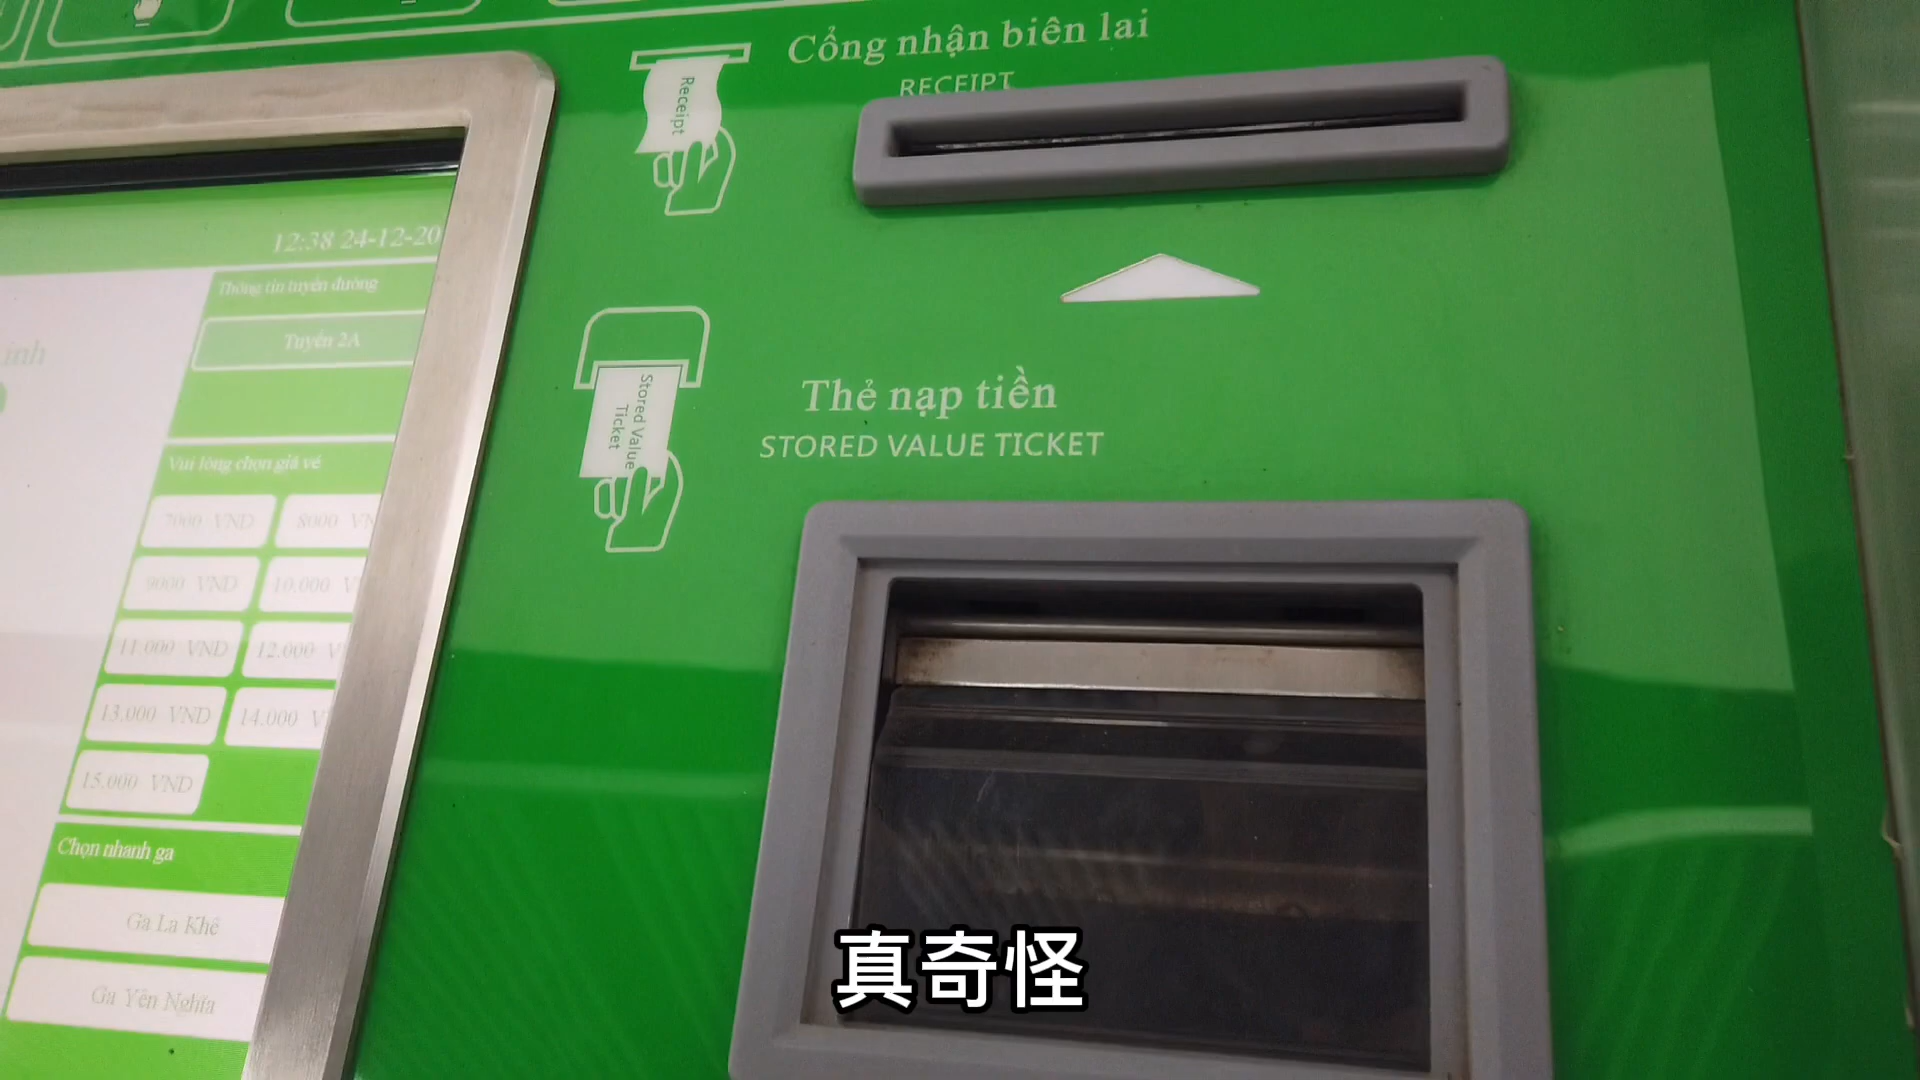 Cổng nhận biên lai
RECEIPT
Receipt
12:38 24-12-20
Thông tin tuyến đường
Tuyến 2A
Thẻ nạp tiền
STORED VALUE TICKET
Stored Value
Ticket
Vui lòng chọn giá vé
7000 VND
8000 VN
9000 VND
10.000 V
11.000 VND
12.000 V
13.000 VND
14.000 V
15.000 VND
Chọn nhanh ga
Ga La Khê
Ga Yên Nghĩa
真奇怪